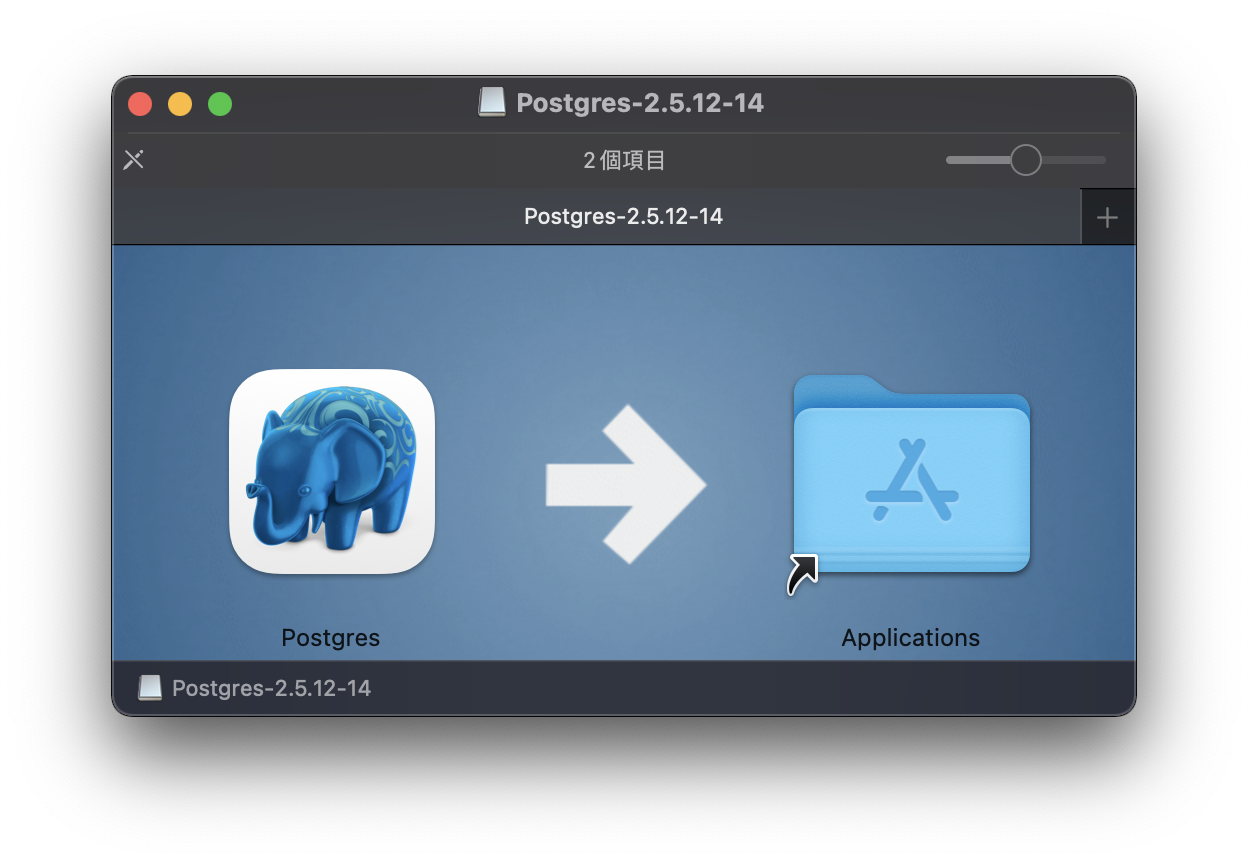 Postgres-2.5.12-14
2 個項目
Postgres-2.5.12-14
Postgres
Applications
Postgres-2.5.12-14